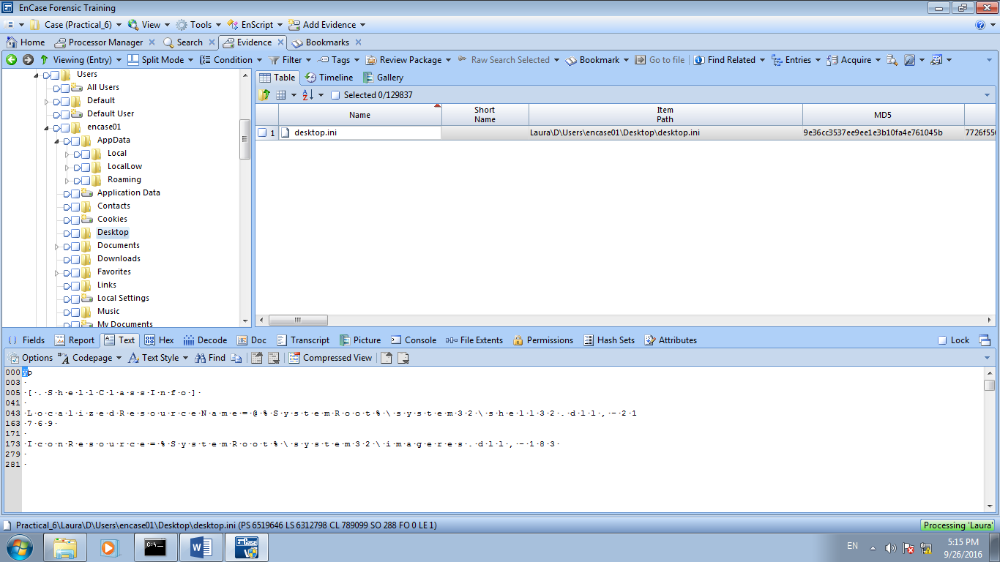 EnCase Forensic Training
Case (Practical_6) View Tools EnScript Add Evidence
Home Processor Manager Search Evidence Bookmarks
Viewing (Entry) Split Mode Condition Filter Tags Review Package Raw Search Selected Bookmark Go to file Find Related Entries Acquire
Users
All Users
Default
Default User
encase01
AppData
Local
LocalLow
Roaming
Application Data
Contacts
Cookies
Desktop
Documents
Downloads
Favorites
Links
Local Settings
Music
My Documents
Table Timeline Gallery
Selected 0/129837
Name Short Name Item Path MD5
1 desktop.ini Laura\D\Users\encase01\Desktop\desktop.ini 9e36cc3537ee9ee1e3b10fa4e761045b
Fields Report Text Hex Decode Doc Transcript Picture Console File Extents Permissions Hash Sets Attributes Lock
Options Codepage Text Style Find Compressed View
000 ÿþ
003 ·
005 ·[·.·S·h·e·l·l·C·l·a·s·s·I·n·f·o·]·
041 ·
043 ·L·o·c·a·l·i·z·e·d·R·e·s·o·u·r·c·e·N·a·m·e·=·@·%·S·y·s·t·e·m·R·o·o·t·%·\·s·y·s·t·e·m·3·2·\·s·h·e·l·l·3·2·.·d·l·l·,·-·2·1
163 ·7·6·9·
171 ·
173 ·I·c·o·n·R·e·s·o·u·r·c·e·=·%·S·y·s·t·e·m·R·o·o·t·%·\·s·y·s·t·e·m·3·2·\·i·m·a·g·e·r·e·s·.·d·l·l·,·-·1·8·3·
279 ·
281 ·
Practical_6\Laura\D\Users\encase01\Desktop\desktop.ini (PS 6519646 LS 6312798 CL 789099 SO 288 FO 0 LE 1)
Processing 'Laura'
EN
5:15 PM
9/26/2016